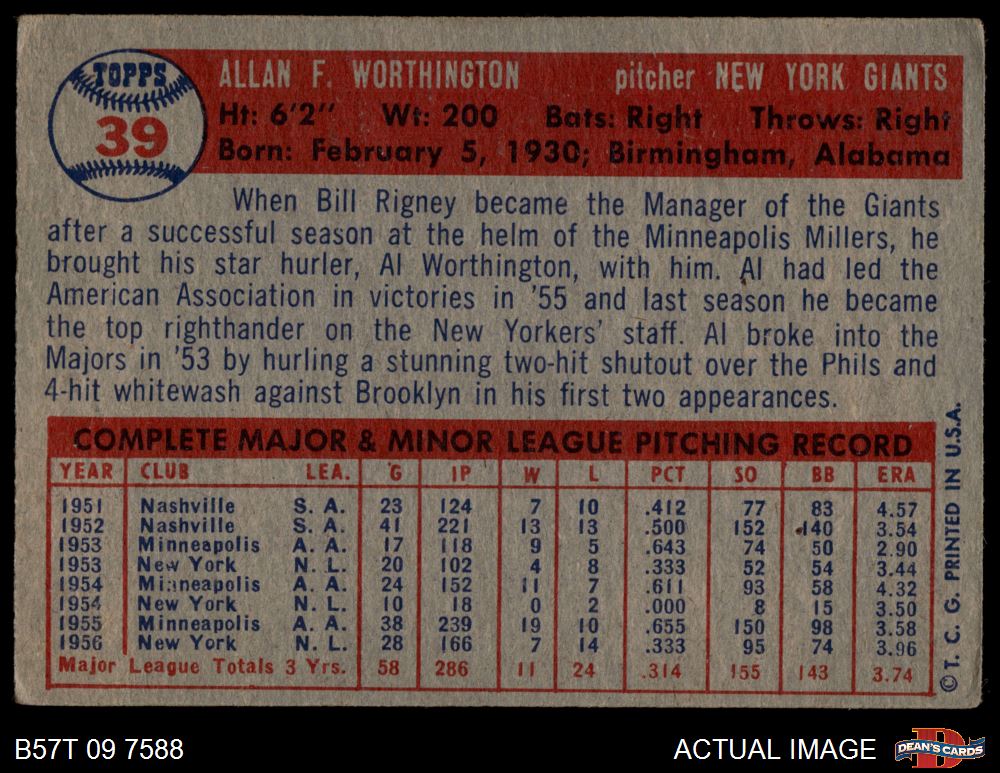 TOPPS
39
ALLAN F. WORTHINGTON pitcher NEW YORK GIANTS
Ht: 6'2" Wt: 200 Bats: Right Throws: Right
Born: February 5, 1930; Birmingham, Alabama
When Bill Rigney became the Manager of the Giants
after a successful season at the helm of the Minneapolis Millers, he
brought his star hurler, Al Worthington, with him. Al had led the
American Association in victories in '55 and last season he became
the top righthander on the New Yorkers' staff. Al broke into the
Majors in '53 by hurling a stunning two-hit shutout over the Phils and
4-hit whitewash against Brooklyn in his first two appearances.
COMPLETE MAJOR & MINOR LEAGUE PITCHING RECORD
YEAR CLUB LEA. G IP W L PCT SO BB ERA
1951 Nashville S. A. 23 124 7 10 .412 77 83 4.57
1952 Nashville S. A. 41 221 13 13 .500 152 140 3.54
1953 Minneapolis A. A. 17 118 9 5 .643 74 50 2.90
1953 New York N. L. 20 102 4 8 .333 52 54 3.44
1954 Minneapolis A. A. 24 152 11 7 .611 93 58 4.32
1954 New York N. L. 10 18 0 2 .000 8 15 3.50
1955 Minneapolis A. A. 38 239 19 10 .655 150 98 3.58
1956 New York N. L. 28 166 7 14 .333 95 74 3.96
Major League Totals 3 Yrs. 58 286 11 24 .314 155 143 3.74
© T. C. G. PRINTED IN U.S.A.
B57T 09 7588 ACTUAL IMAGE
D
DEAN'S CARDS